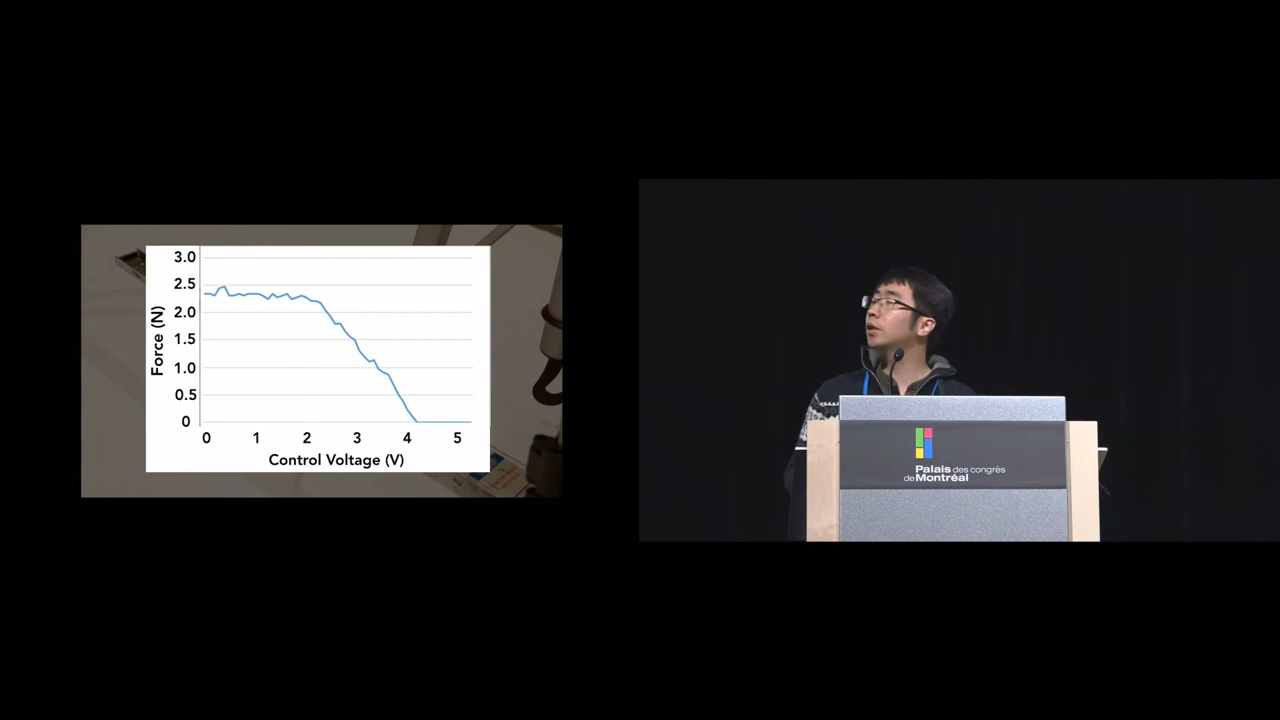 3.0
2.5
2.0
1.5
1.0
0.5
0
Force (N)
0 1 2 3 4 5
Control Voltage (V)
Palais des congrès
de Montréal